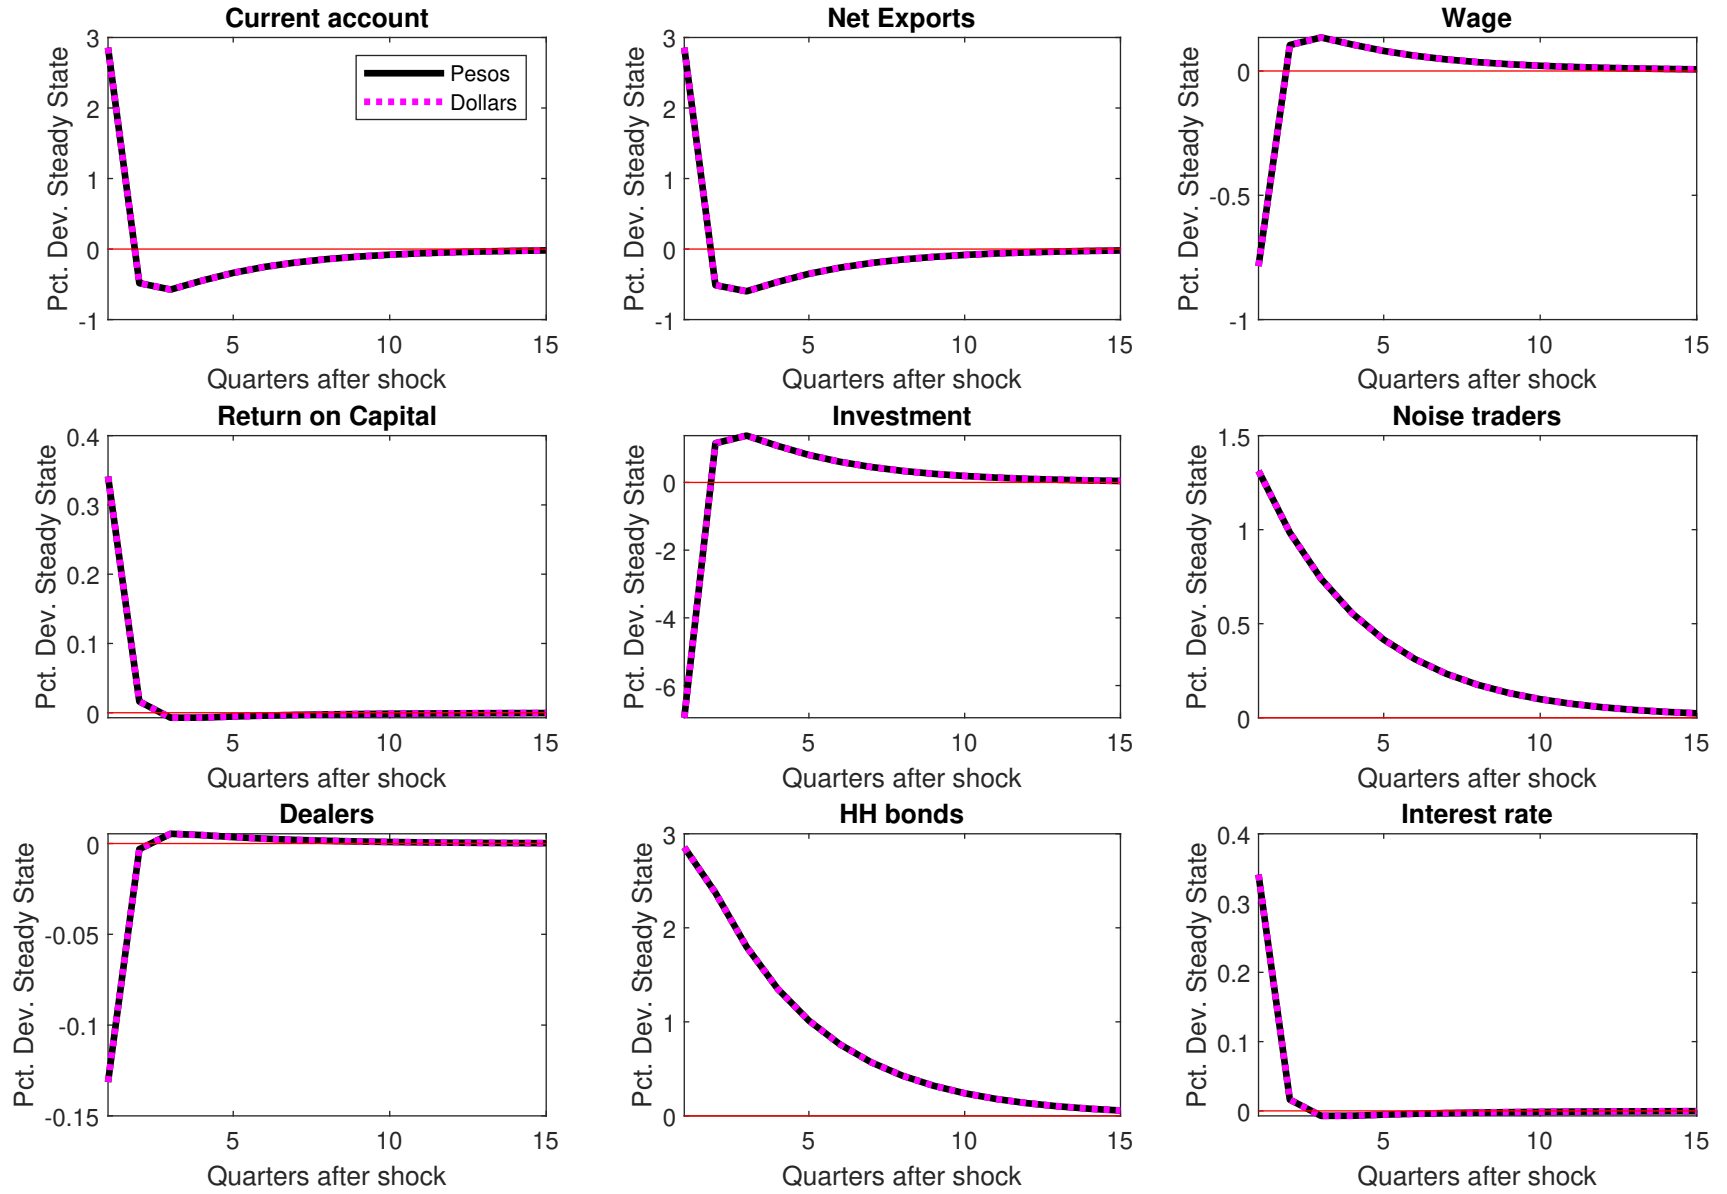 Current account
Pct. Dev. Steady State
3
2
1
0
-1
Pesos
Dollars
5
10
15
Quarters after shock
Net Exports
Pct. Dev. Steady State
3
2
1
0
-1
5
10
15
Quarters after shock
Wage
Pct. Dev. Steady State
0
-0.5
-1
5
10
15
Quarters after shock
Return on Capital
Pct. Dev. Steady State
0.4
0.3
0.2
0.1
0
5
10
15
Quarters after shock
Investment
Pct. Dev. Steady State
0
-2
-4
-6
5
10
15
Quarters after shock
Noise traders
Pct. Dev. Steady State
1.5
1
0.5
0
5
10
15
Quarters after shock
Dealers
Pct. Dev. Steady State
0
-0.05
-0.1
-0.15
5
10
15
Quarters after shock
HH bonds
Pct. Dev. Steady State
3
2
1
0
5
10
15
Quarters after shock
Interest rate
Pct. Dev. Steady State
0.4
0.3
0.2
0.1
0
5
10
15
Quarters after shock